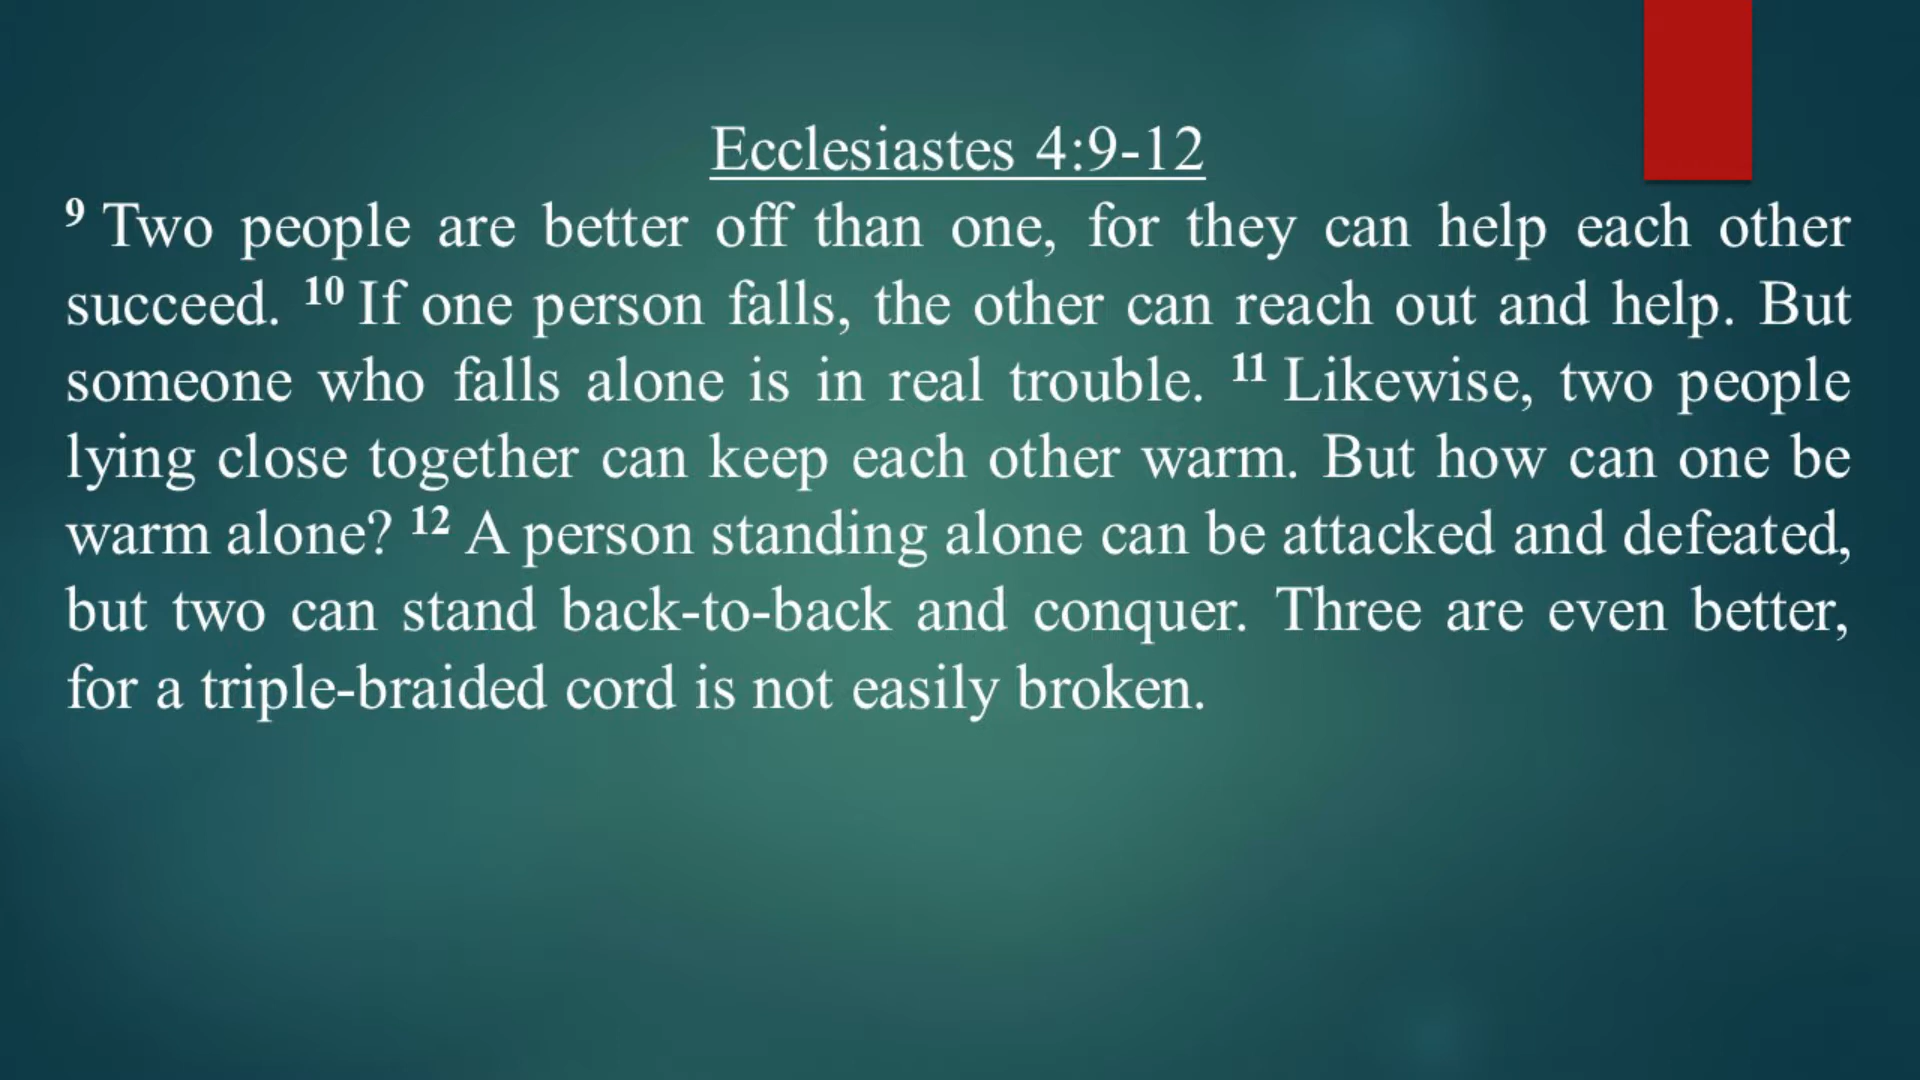 Ecclesiastes 4:9-12
9 Two people are better off than one, for they can help each other
succeed. 10 If one person falls, the other can reach out and help. But
someone who falls alone is in real trouble. 11 Likewise, two people
lying close together can keep each other warm. But how can one be
warm alone? 12 A person standing alone can be attacked and defeated,
but two can stand back-to-back and conquer. Three are even better,
for a triple-braided cord is not easily broken.